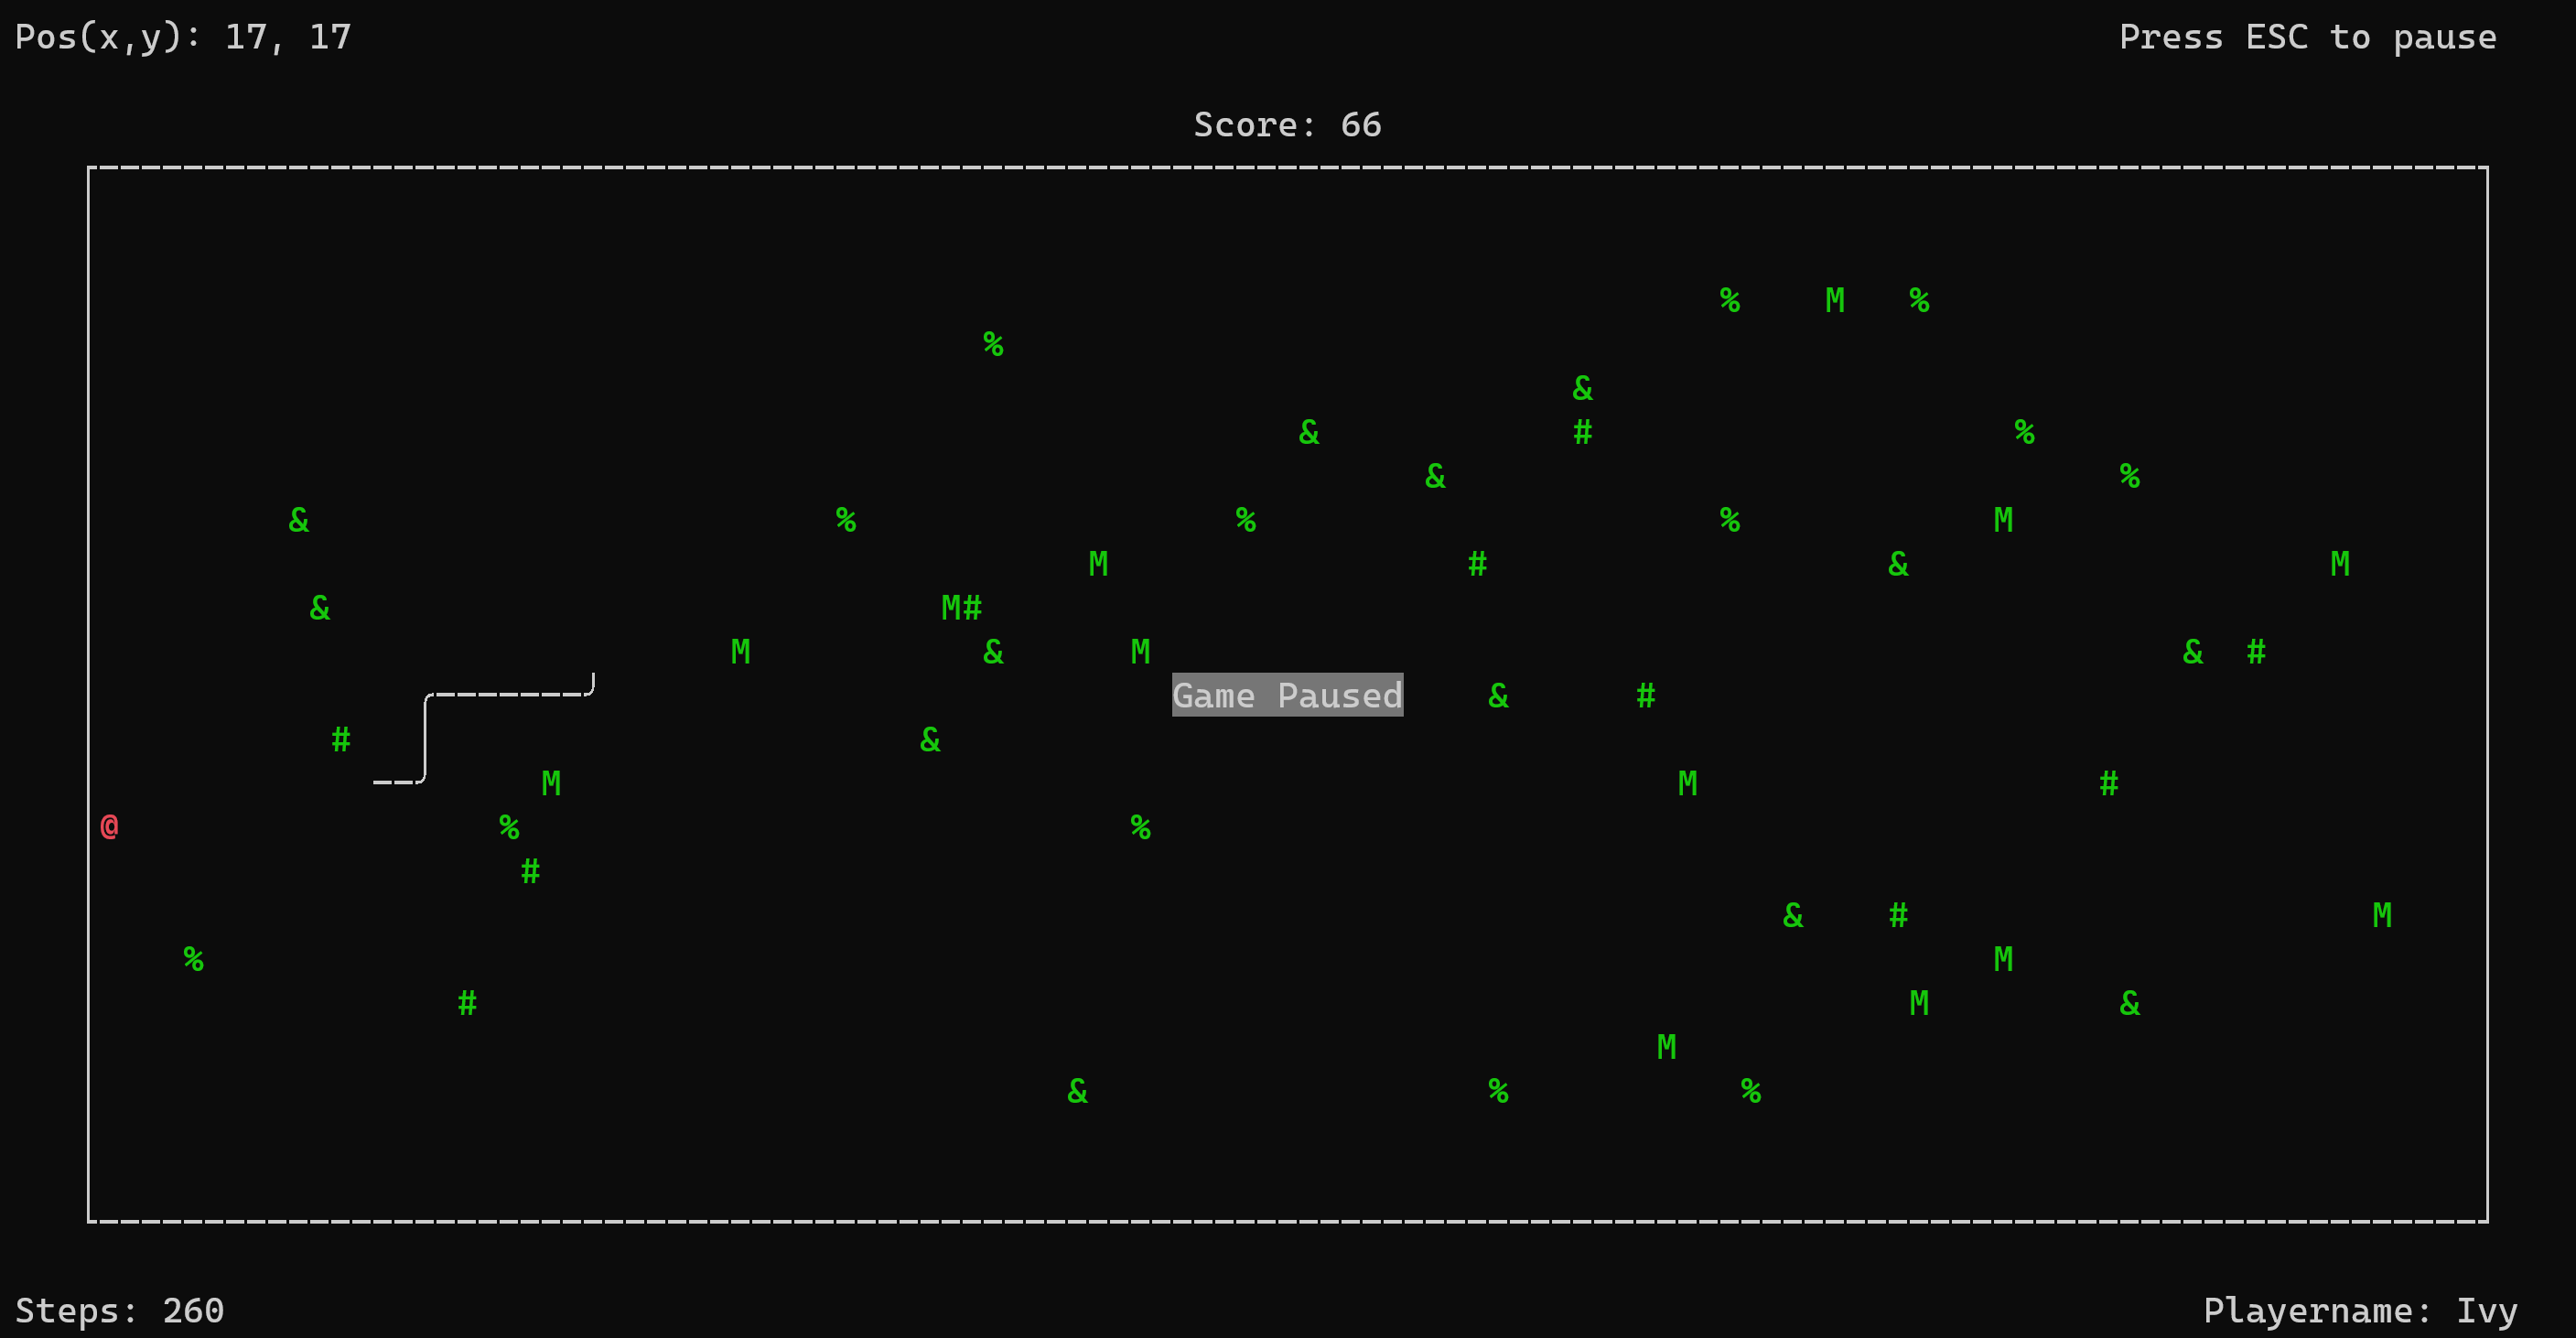 Pos(x,y): 17, 17 Press ESC to pause
Score: 66
% M %
%
&
& # %
& %
& % % % M
M # & M
& M#
M & M & #
Game Paused & #
# &
M M #
@ % %
#
& # M
% M
# M &
M
& % %
Steps: 260 Playername: Ivy